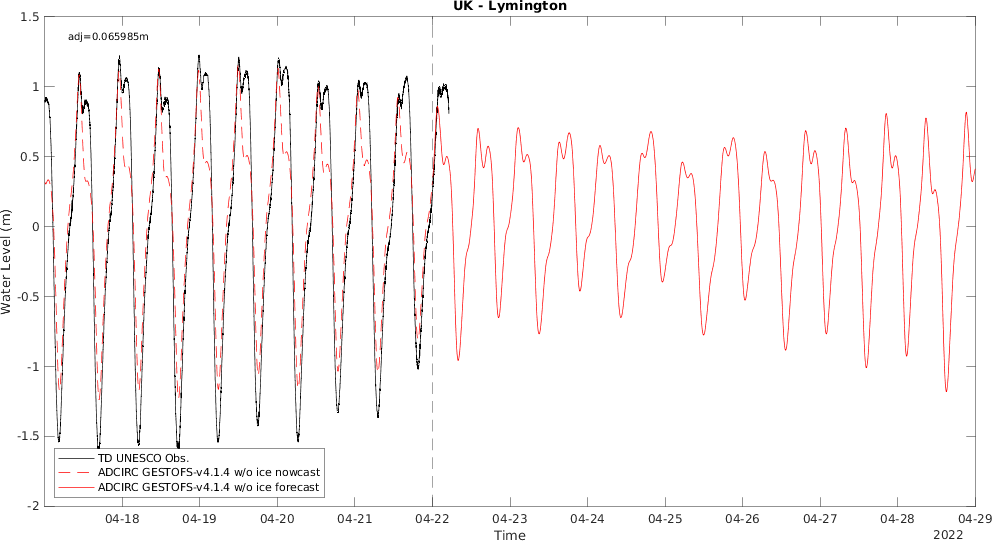 UK - Lymington
adj=0.065985m
1.5
1
0.5
0
-0.5
-1
-1.5
-2
Water Level (m)
TD UNESCO Obs.
ADCIRC GESTOFS-v4.1.4 w/o ice nowcast
ADCIRC GESTOFS-v4.1.4 w/o ice forecast
04-18 04-19 04-20 04-21 04-22 04-23 04-24 04-25 04-26 04-27 04-28 04-29
Time
2022